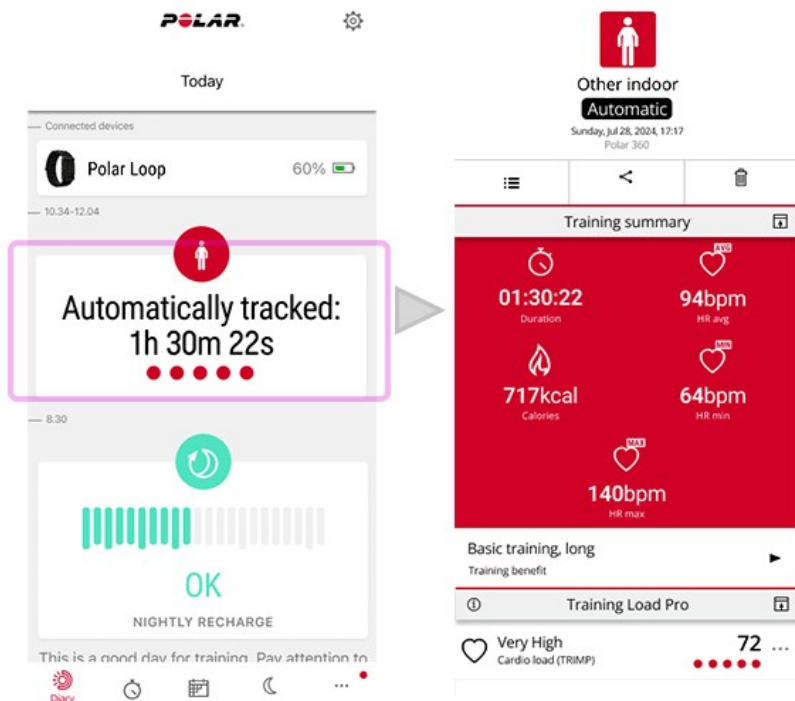 POLAR
Today
Connected devices
Polar Loop 60%
10.34-12.04
Automatically tracked:
1h 30m 22s
8.30
OK
NIGHTLY RECHARGE
This is a good day for training. Pay attention to
Diary
Other indoor
Automatic
Sunday, Jul 28, 2024, 17:17
Polar 360
Training summary
AVG
01:30:22 94bpm
Duration HR avg
MIN
717kcal 64bpm
Calories HR min
MAX
140bpm
HR max
Basic training, long
Training benefit
Training Load Pro
Very High 72
Cardio load (TRIMP)